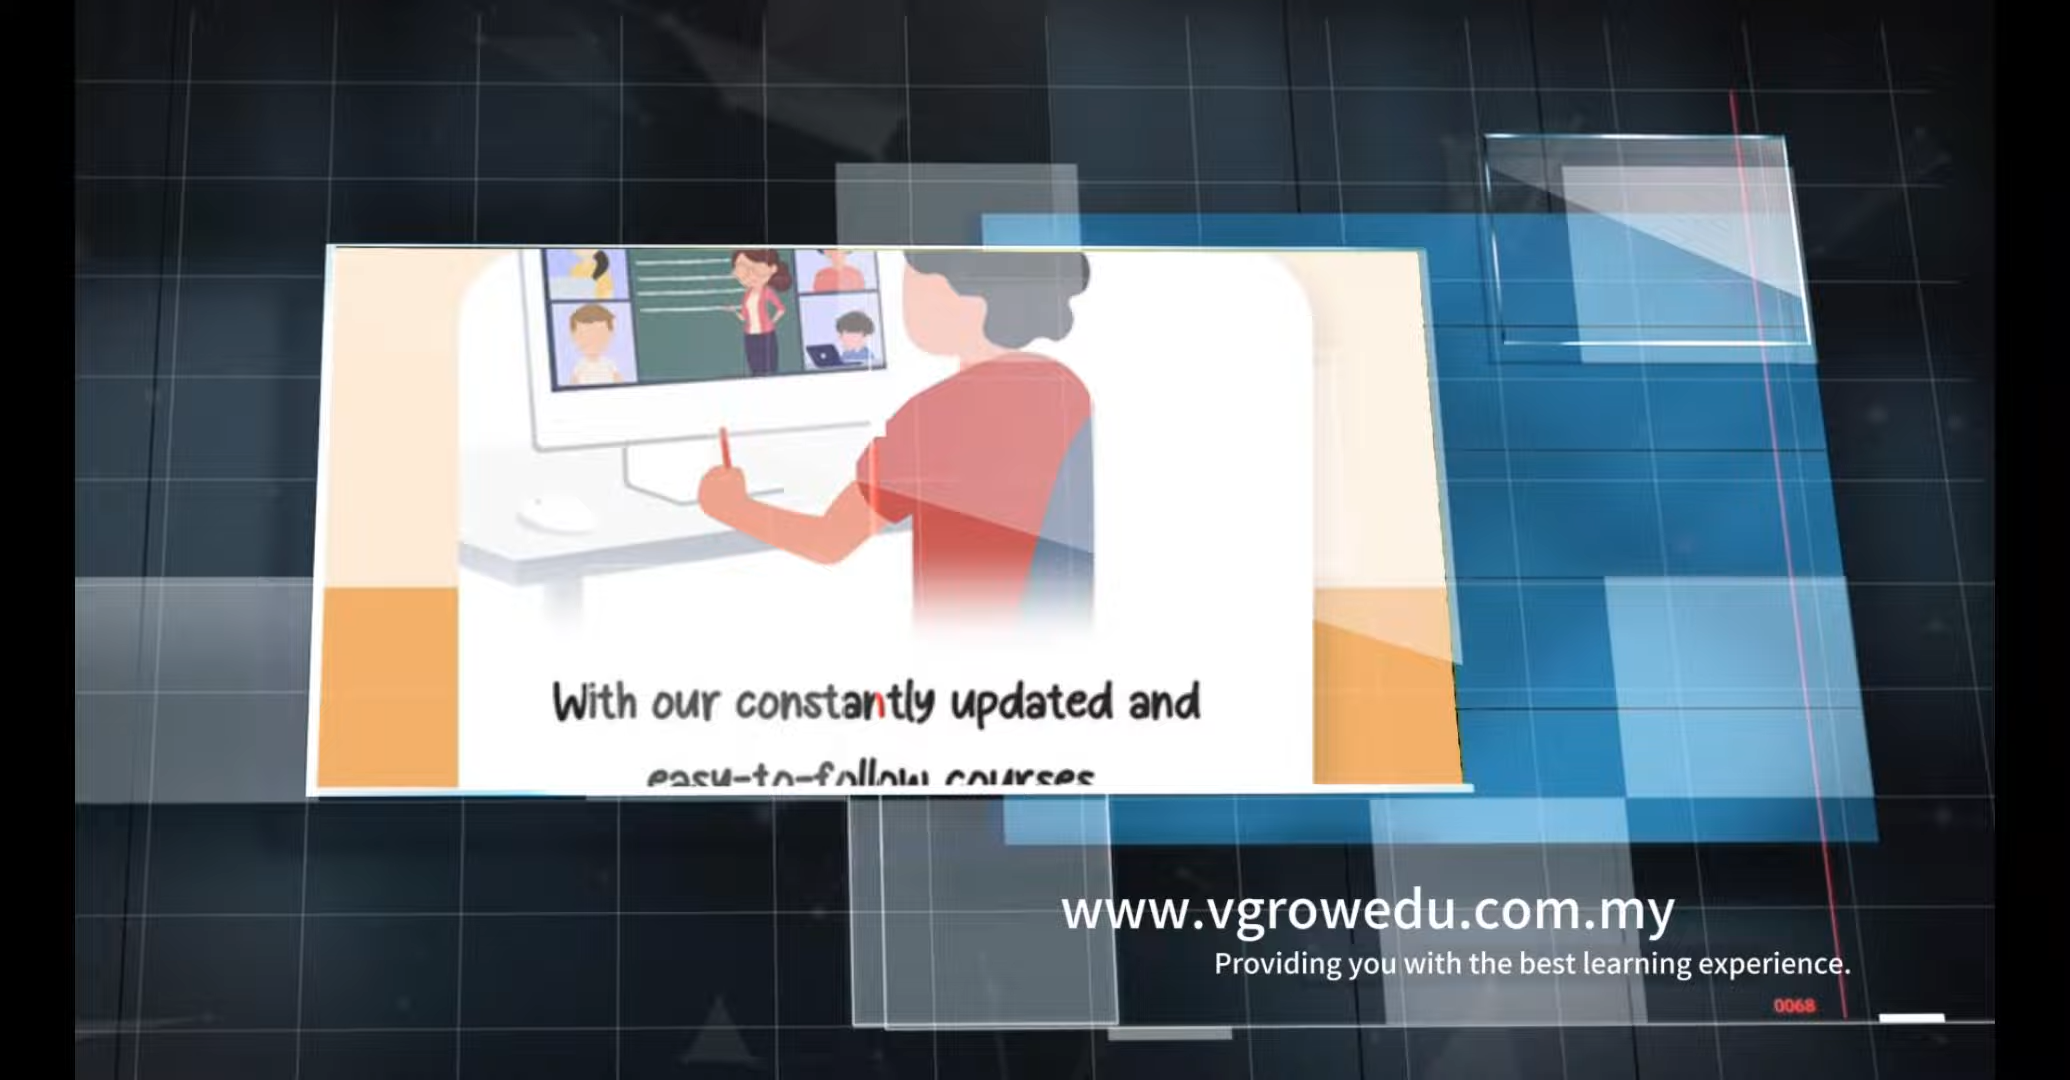 With our constantly updated and
easy-to-follow courses
www.vgrowedu.com.my
Providing you with the best learning experience.
0068